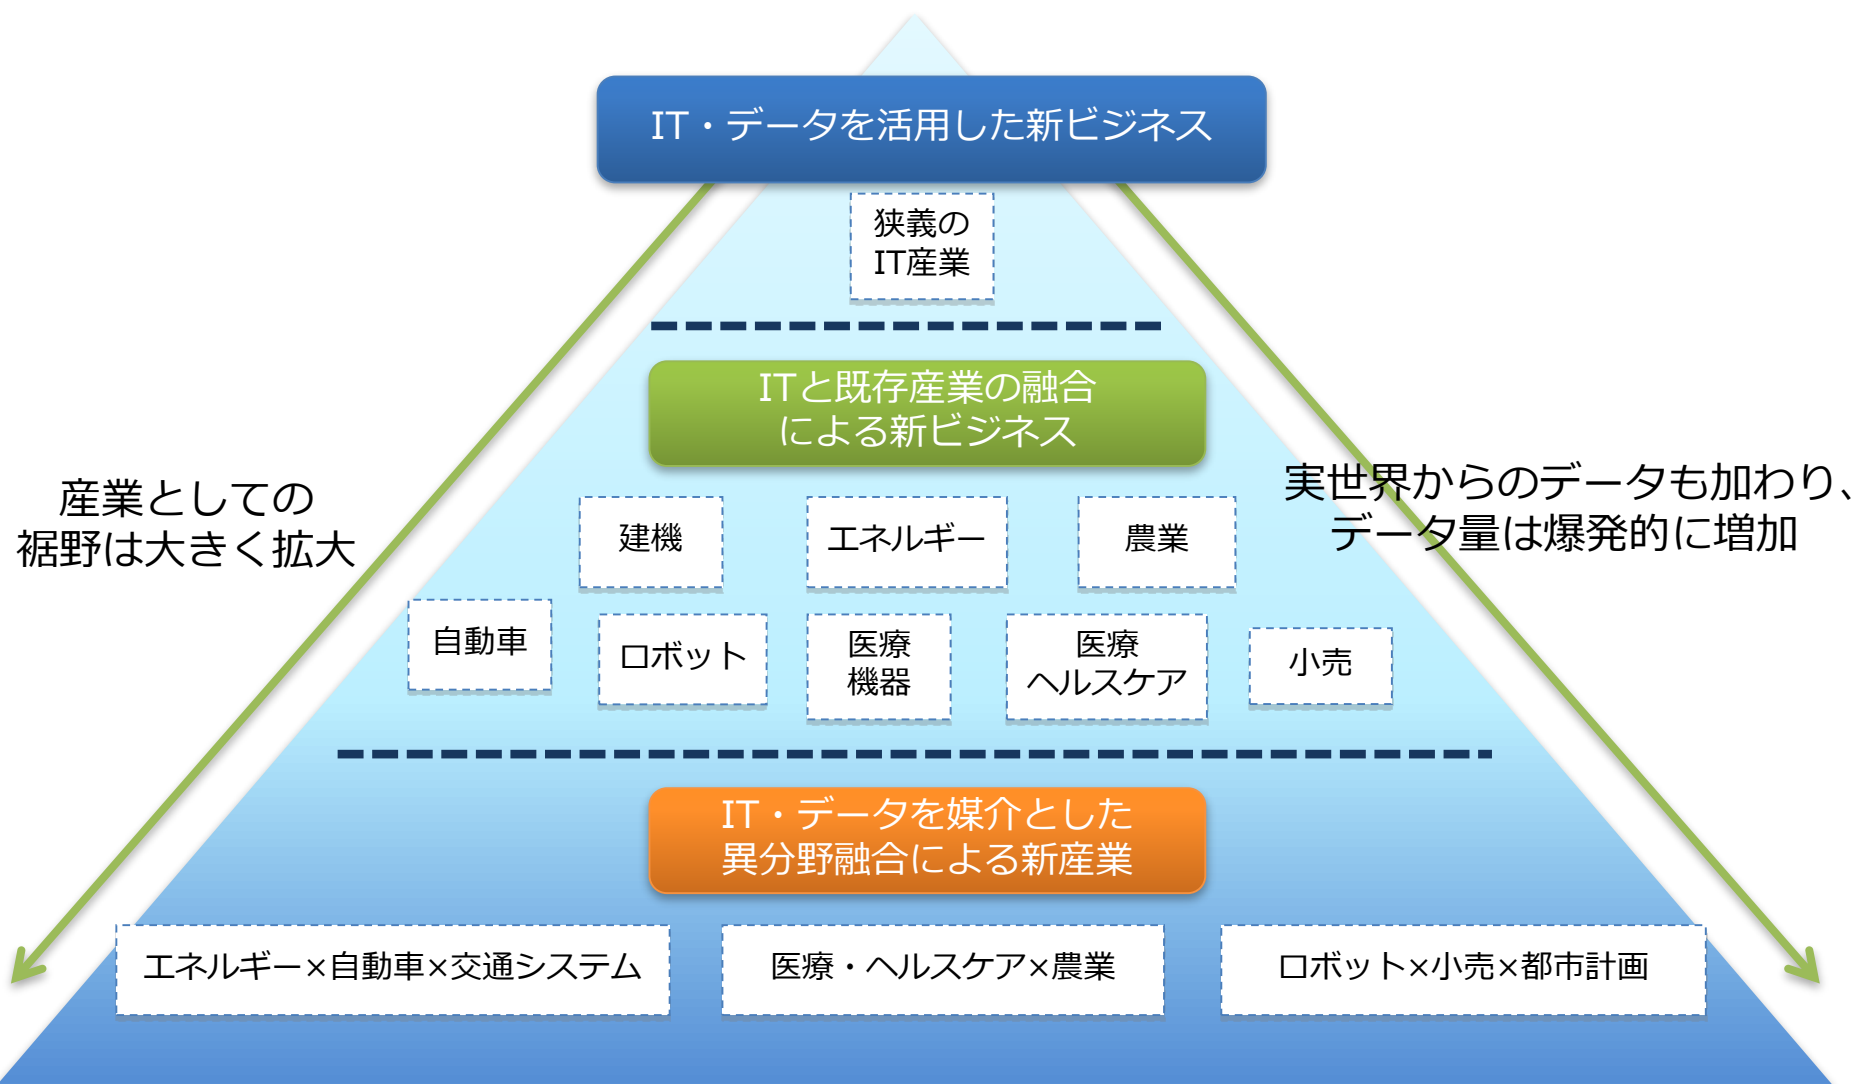 IT・データを活用した新ビジネス
狭義の
IT産業
ITと既存産業の融合
による新ビジネス
産業としての
裾野は大きく拡大
実世界からのデータも加わり、
データ量は爆発的に増加
建機
エネルギー
農業
自動車
ロボット
医療
機器
医療
ヘルスケア
小売
IT・データを媒介とした
異分野融合による新産業
エネルギー×自動車×交通システム
医療・ヘルスケア×農業
ロボット×小売×都市計画